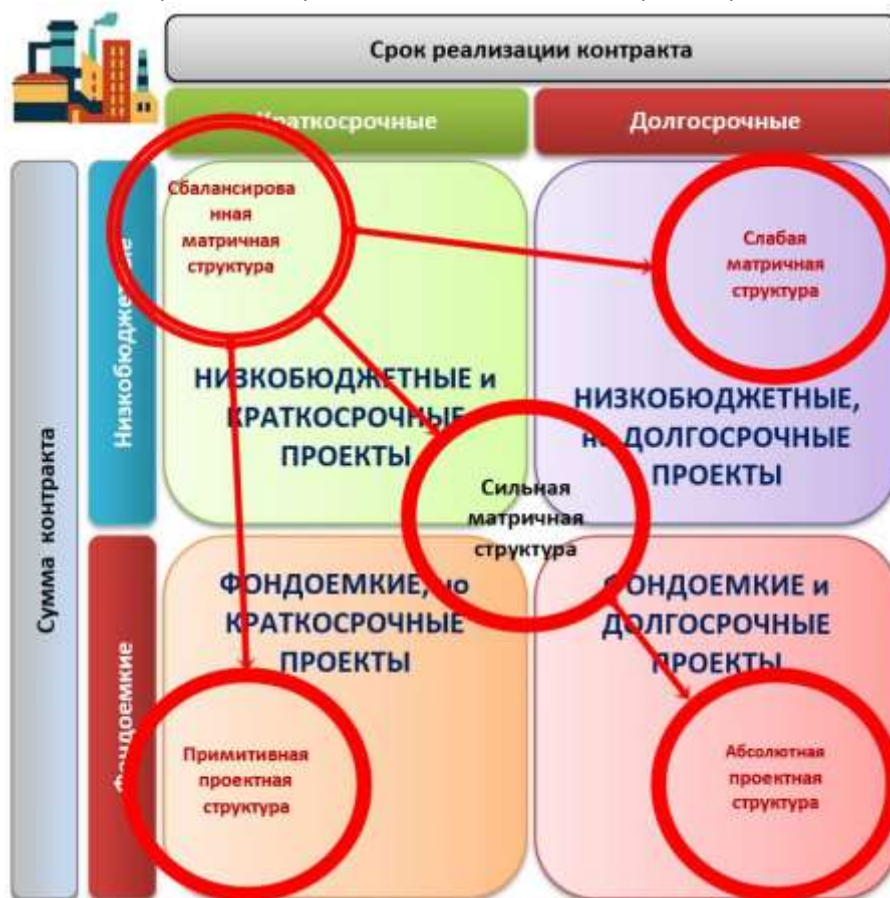 Срок реализации контракта
Краткосрочные
Долгосрочные
Сумма контракта
Низкобюджетные
Фондоемкие
Сбалансирова
нная
матричная
структура
Слабая
матричная
структура
НИЗКОБЮДЖЕТНЫЕ и
КРАТКОСРОЧНЫЕ
ПРОЕКТЫ
НИЗКОБЮДЖЕТНЫЕ,
но ДОЛГОСРОЧНЫЕ
ПРОЕКТЫ
Сильная
матричная
структура
ФОНДОЕМКИЕ, но
КРАТКОСРОЧНЫЕ
ПРОЕКТЫ
ФОНДОЕМКИЕ и
ДОЛГОСРОЧНЫЕ
ПРОЕКТЫ
Примитивная
проектная
структура
Абсолютная
проектная
структура